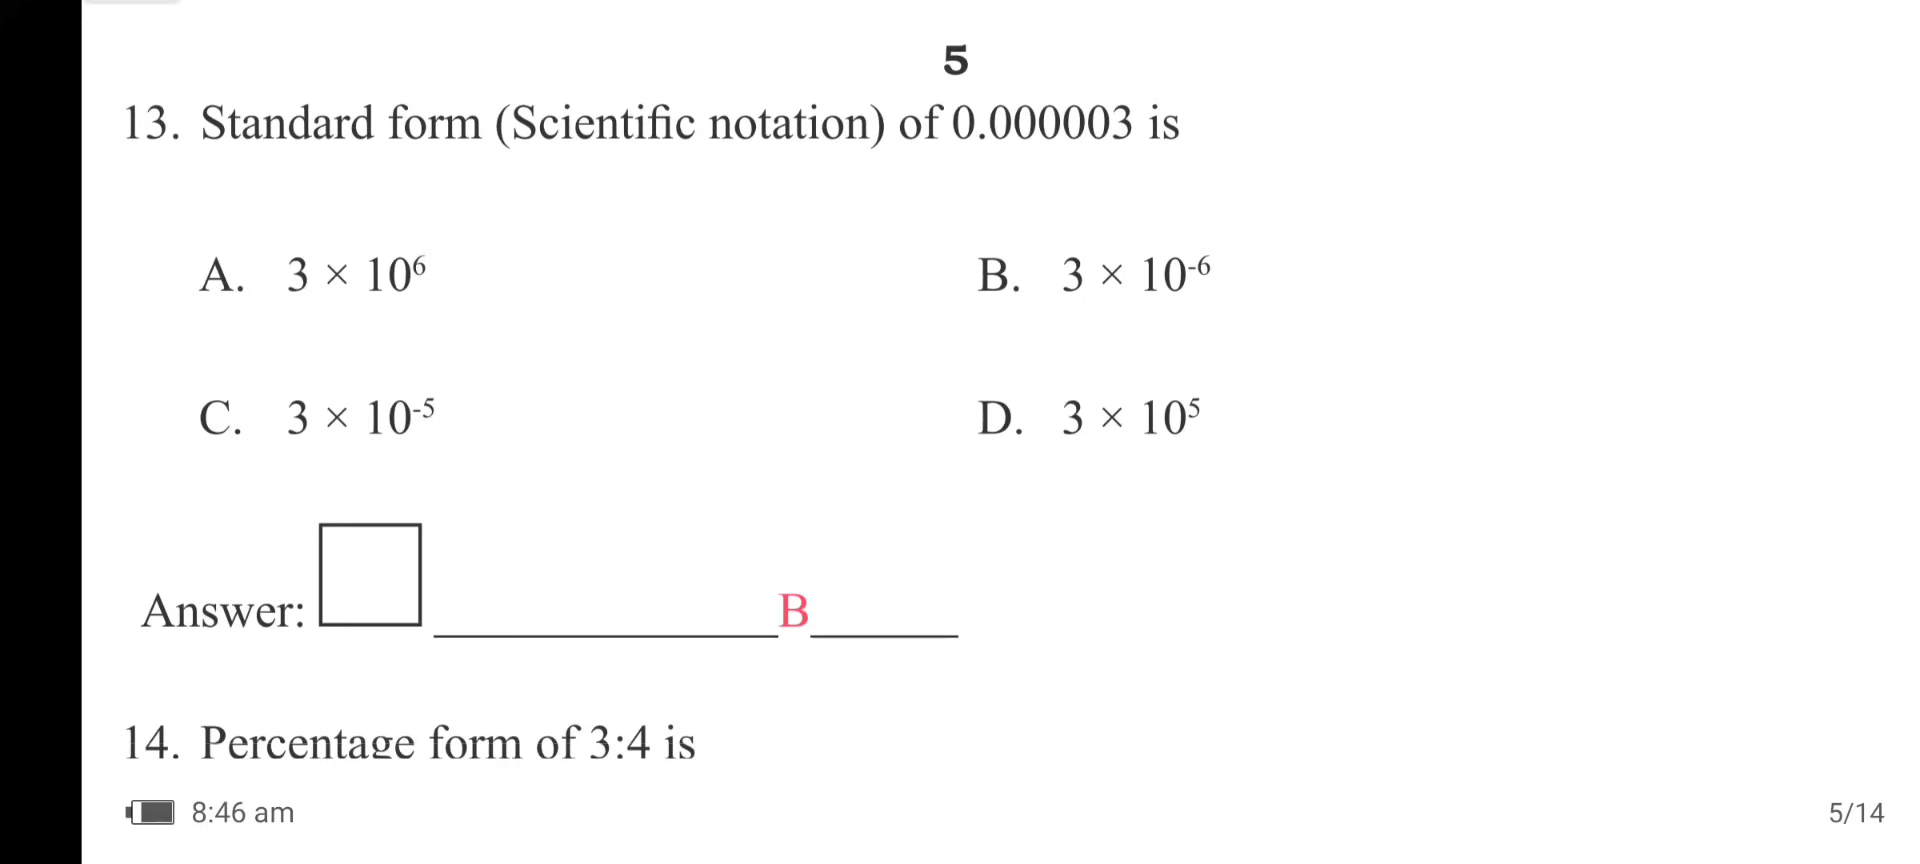 5
13. Standard form (Scientific notation) of 0.000003 is
A. 3 × 10⁶ B. 3 × 10⁻⁶
C. 3 × 10⁻⁵ D. 3 × 10⁵
Answer: B
14. Percentage form of 3:4 is
8:46 am 5/14